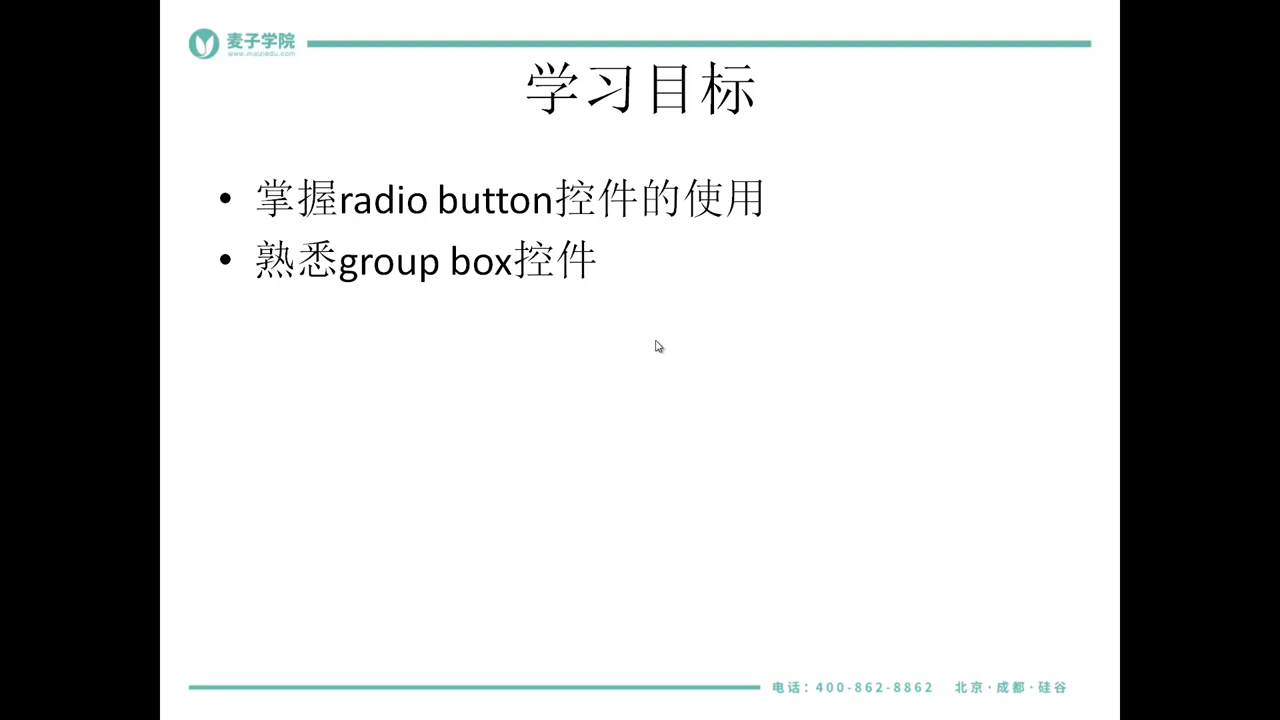 麦子学院
www.maiziedu.com
学习目标
• 掌握radio button控件的使用
• 熟悉group box控件
电话：400-862-8862 北京·成都·硅谷